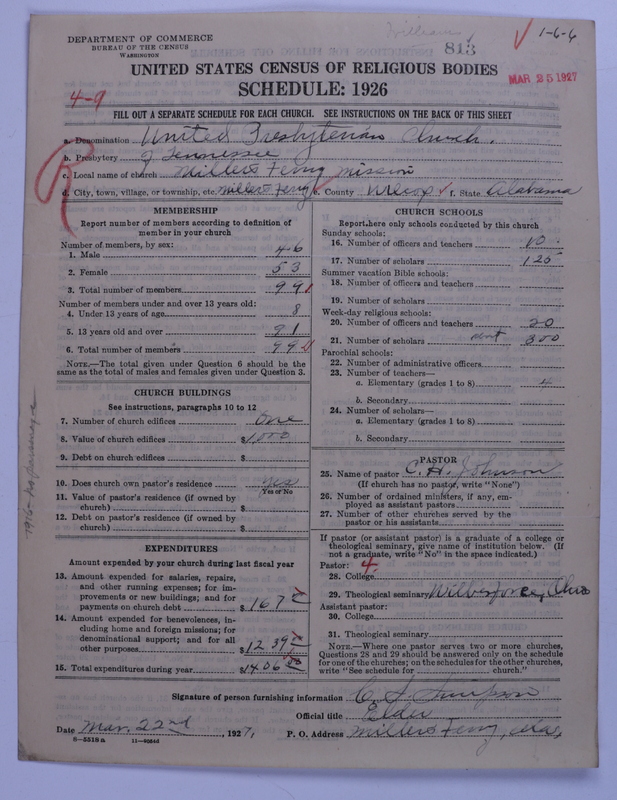 Williams
813
✓ 1-6-6
DEPARTMENT OF COMMERCE
BUREAU OF THE CENSUS
WASHINGTON
MAR 25 1927
UNITED STATES CENSUS OF RELIGIOUS BODIES
SCHEDULE: 1926
4-9
FILL OUT A SEPARATE SCHEDULE FOR EACH CHURCH. SEE INSTRUCTIONS ON THE BACK OF THIS SHEET
R
a. Denomination United Presbyterian Church.
b. Presbytery of Tennessee
c. Local name of church Millers Ferry Mission
d. City, town, village, or township, etc. Millers Ferry e. County Wilcox f. State Alabama
MEMBERSHIP
Report number of members according to definition of
member in your church
Number of members, by sex:
1. Male 46
2. Female 53
3. Total number of members 99
Number of members under and over 13 years old:
4. Under 13 years of age 8
5. 13 years old and over 91
6. Total number of members 99
NOTE.—The total given under Question 6 should be
same as the total of males and females given under Question 3.
CHURCH BUILDINGS
See instructions, paragraphs 10 to 12
7. Number of church edifices One
8. Value of church edifices $1000
9. Debt on church edifices $
10. Does church own pastor's residence yes
Yes or No
11. Value of pastor's residence (if owned by
church) $
12. Debt on pastor's residence (if owned by
church) $
1916-No Parsonage
EXPENDITURES
Amount expended by your church during last fiscal year
13. Amount expended for salaries, repairs,
and other running expenses; for im-
provements or new buildings; and for
payments on church debt $167
14. Amount expended for benevolences, in-
cluding home and foreign missions; for
denominational support; and for all
other purposes $1239
15. Total expenditures during year $1406 00
CHURCH SCHOOLS
Report here only schools conducted by this church
Sunday schools:
16. Number of officers and teachers 10
17. Number of scholars 125
Summer vacation Bible schools:
18. Number of officers and teachers
19. Number of scholars
Week-day religious schools:
20. Number of officers and teachers 20
21. Number of scholars about 300
Parochial schools:
22. Number of administrative officers
23. Number of teachers—
a. Elementary (grades 1 to 8) 4
b. Secondary
24. Number of scholars—
a. Elementary (grades 1 to 8)
b. Secondary
PASTOR
25. Name of pastor C. H. Johnson
(If church has no pastor, write "None")
26. Number of ordained ministers, if any, em-
ployed as assistant pastors
27. Number of other churches served by the
pastor or his assistants
If pastor (or assistant pastor) is a graduate of a college or
theological seminary, give name of institution below. (If
not a graduate, write "No" in the space indicated.)
Pastor: 4
28. College
29. Theological seminary Wilberforce, Ohio
Assistant pastor:
30. College
31. Theological seminary
NOTE.—Where one pastor serves two or more churches,
Questions 28 and 29 should be answered only on the schedule
for one of the churches; on the schedules for the other churches,
write "See schedule for church."
Signature of person furnishing information C. J. Simpson
Official title Elder
Date Mar. 22nd, 1927, P. O. Address Millers Ferry, Ala,
8-5518a 11-9054d